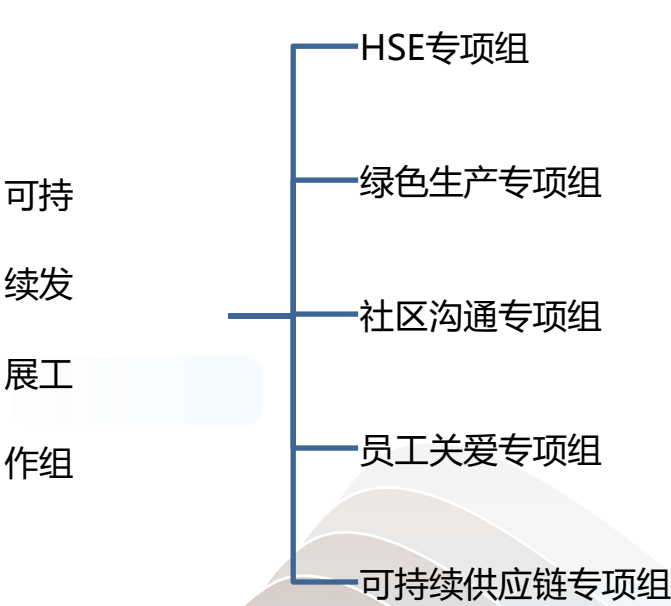 可持
续发
展工
作组
HSE专项组
绿色生产专项组
社区沟通专项组
员工关爱专项组
可持续供应链专项组